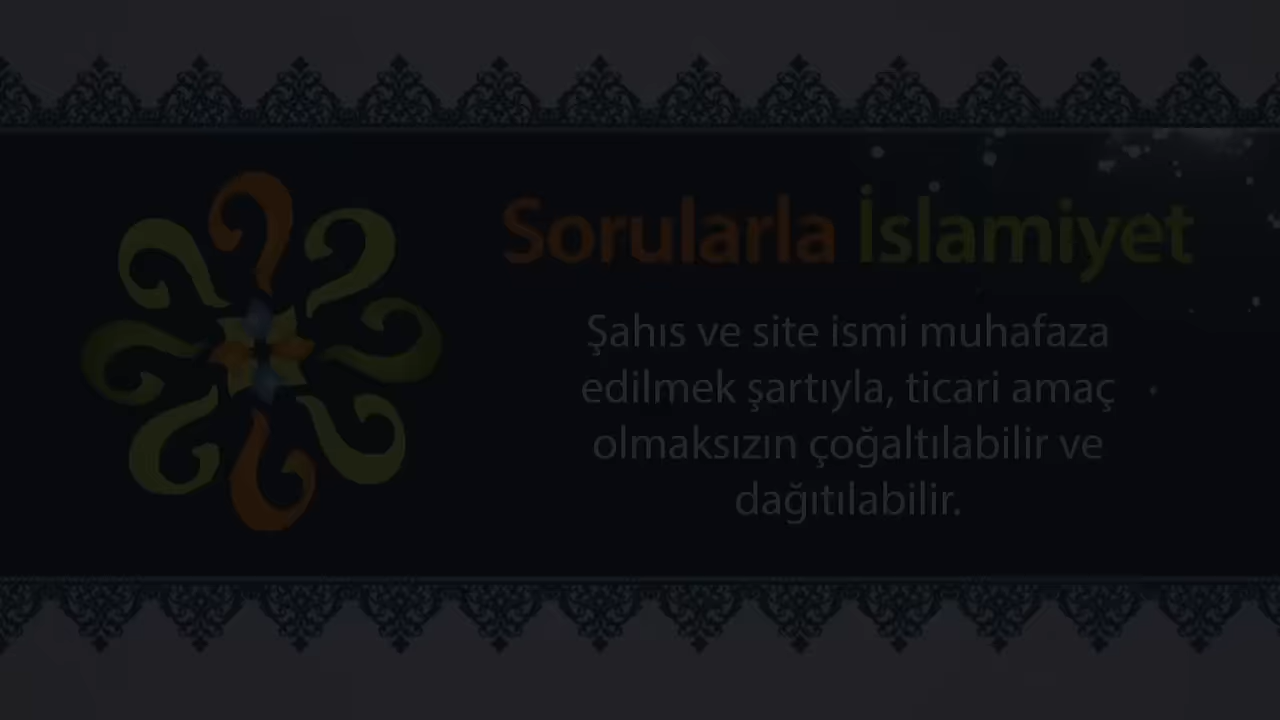 Sorularla İslamiyet
Şahıs ve site ismi muhafaza
edilmek şartıyla, ticari amaç
olmaksızın çoğaltılabilir ve
dağıtılabilir.